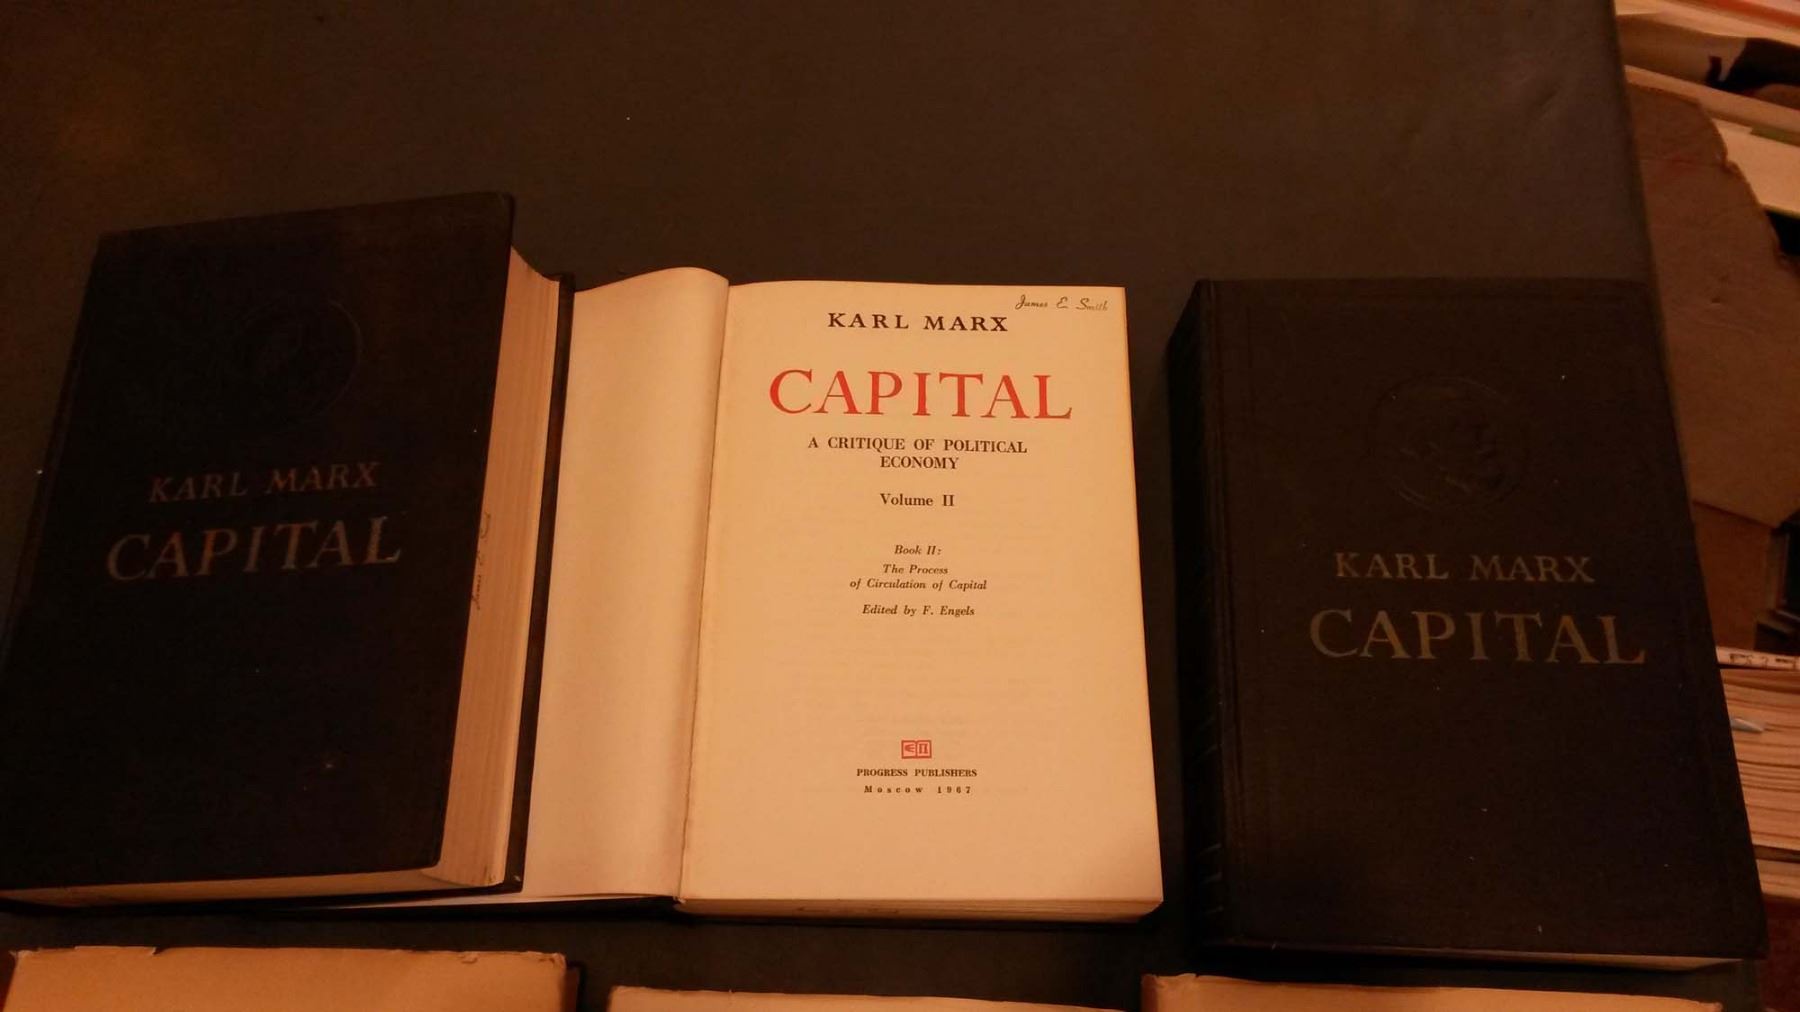 KARL MARX
CAPITAL
James E. Smith
KARL MARX
CAPITAL
A CRITIQUE OF POLITICAL
ECONOMY
Volume II
Book II:
The Process
of Circulation of Capital
Edited by F. Engels
PROGRESS PUBLISHERS
Moscow 1967
KARL MARX
CAPITAL